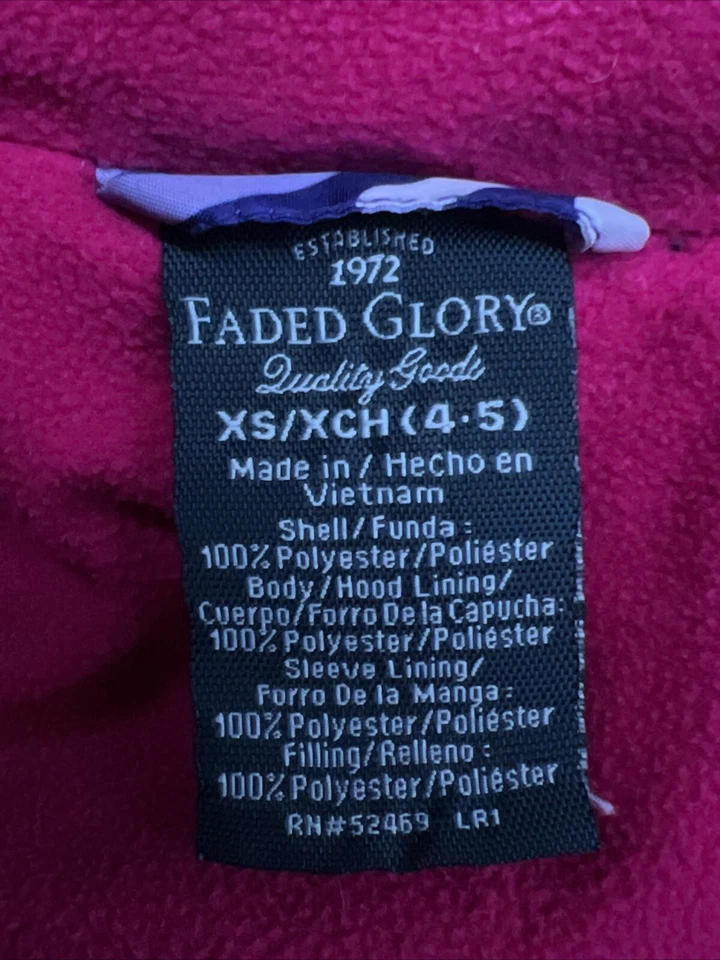 ESTABLISHED
1972
FADED GLORY®
Quality Goods
XS/XCH (4·5)
Made in / Hecho en
Vietnam
Shell/Funda :
100% Polyester/Poliéster
Body/Hood Lining/
Cuerpo/Forro De la Capucha:
100% Polyester/Poliéster
Sleeve Lining/
Forro De la Manga :
100% Polyester/Poliéster
Filling/Relleno :
100% Polyester/Poliéster
RN#52469 LR1